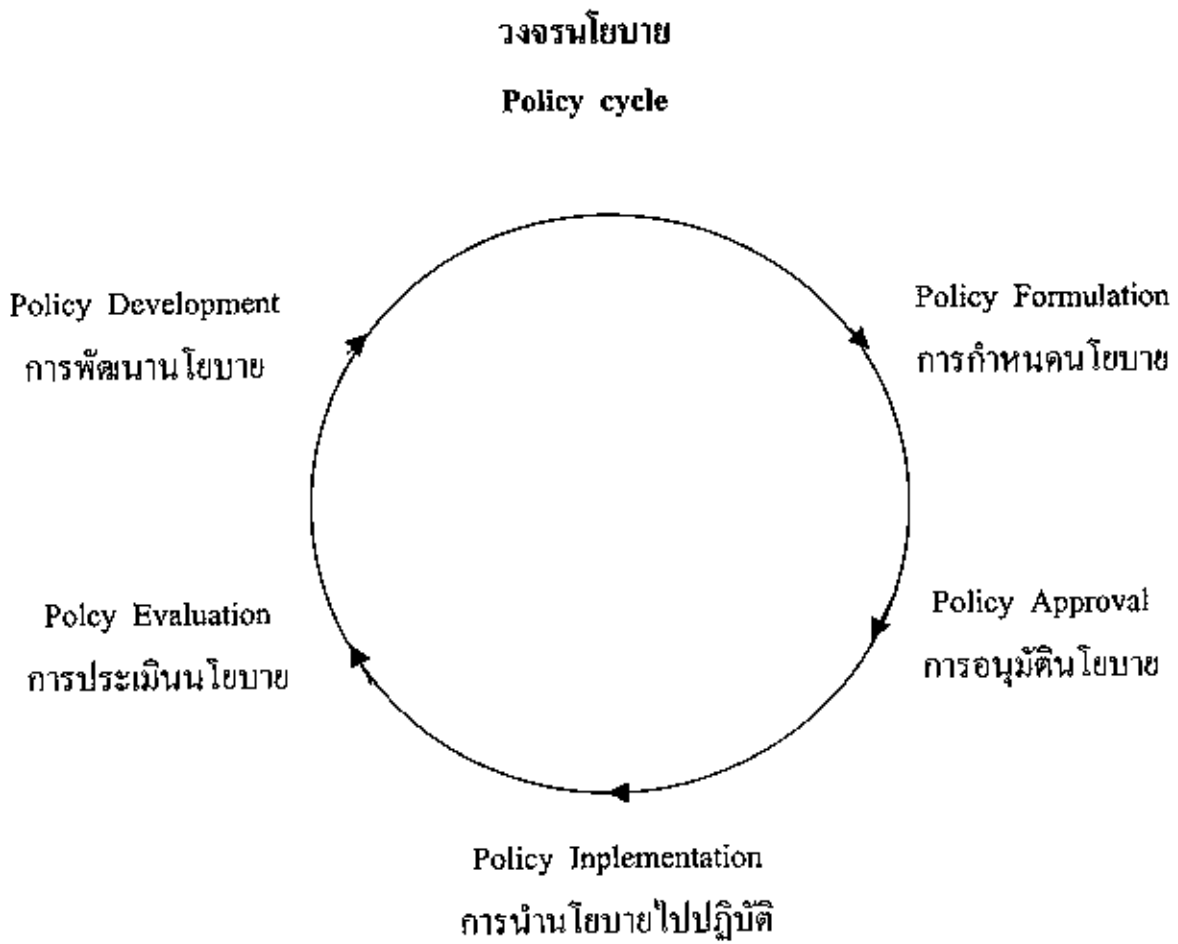 วงจรนโยบาย
Policy cycle
Policy Development
การพัฒนานโยบาย
Policy Formulation
การกำหนดนโยบาย
Polcy Evaluation
การประเมินนโยบาย
Policy Approval
การอนุมัตินโยบาย
Policy Inplementation
การนำนโยบายไปปฏิบัติ